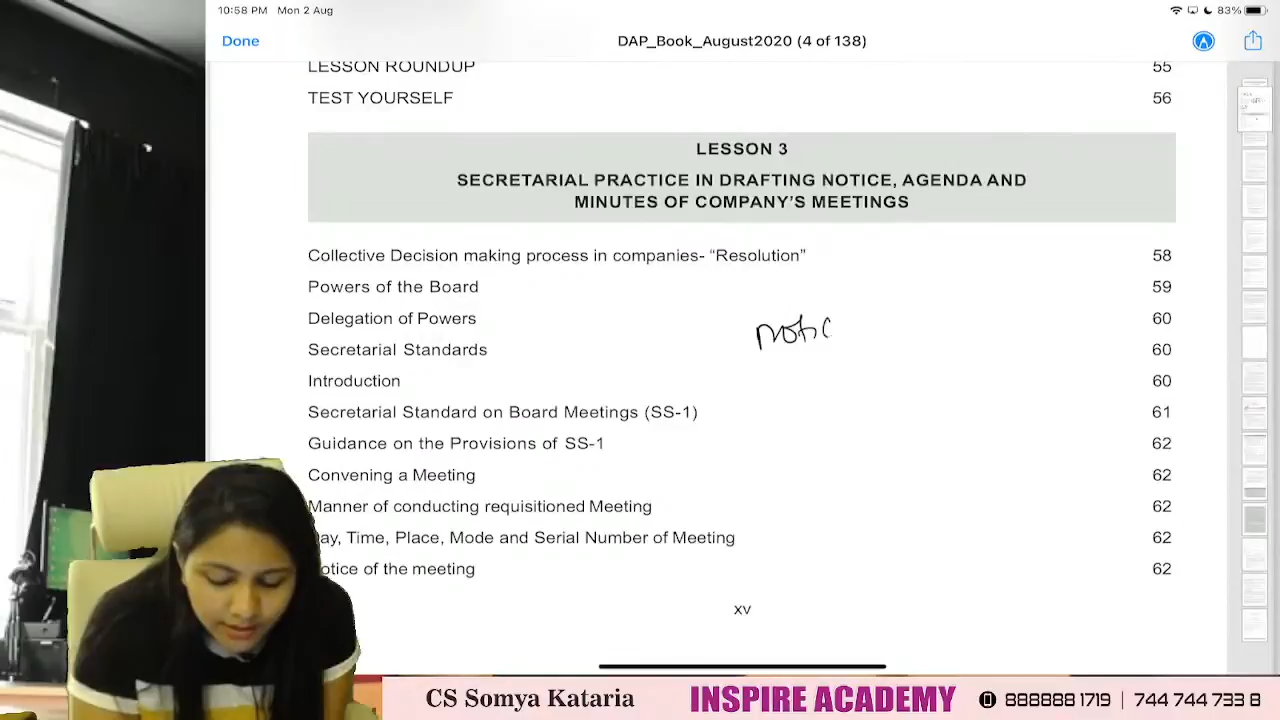 10:58 PM Mon 2 Aug
83%
Done
DAP_Book_August2020 (4 of 138)
LESSON ROUNDUP 55
TEST YOURSELF 56
LESSON 3
SECRETARIAL PRACTICE IN DRAFTING NOTICE, AGENDA AND
MINUTES OF COMPANY'S MEETINGS
Collective Decision making process in companies- “Resolution” 58
Powers of the Board 59
Delegation of Powers 60
notic
Secretarial Standards 60
Introduction 60
Secretarial Standard on Board Meetings (SS-1) 61
Guidance on the Provisions of SS-1 62
Convening a Meeting 62
Manner of conducting requisitioned Meeting 62
ay, Time, Place, Mode and Serial Number of Meeting 62
otice of the meeting 62
XV
CS Somya Kataria INSPIRE ACADEMY 888888 1719 | 744 744 733 8